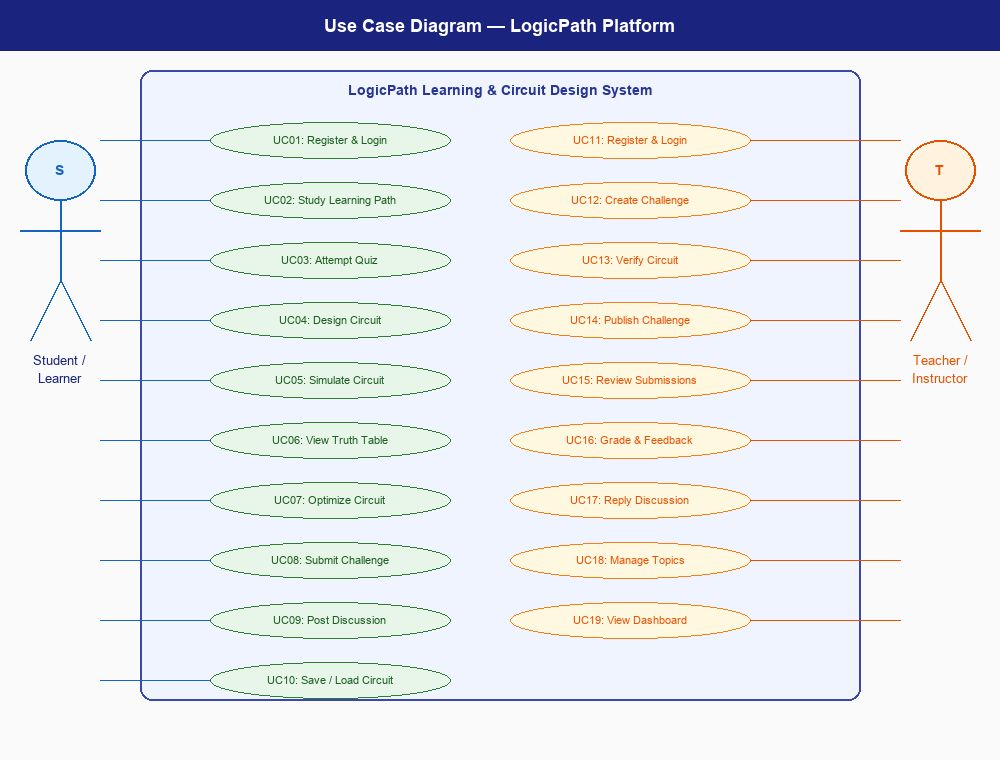 Use Case Diagram — LogicPath Platform
LogicPath Learning & Circuit Design System
S
Student /
Learner
UC01: Register & Login
UC02: Study Learning Path
UC03: Attempt Quiz
UC04: Design Circuit
UC05: Simulate Circuit
UC06: View Truth Table
UC07: Optimize Circuit
UC08: Submit Challenge
UC09: Post Discussion
UC10: Save / Load Circuit
UC11: Register & Login
UC12: Create Challenge
UC13: Verify Circuit
UC14: Publish Challenge
UC15: Review Submissions
UC16: Grade & Feedback
UC17: Reply Discussion
UC18: Manage Topics
UC19: View Dashboard
T
Teacher /
Instructor